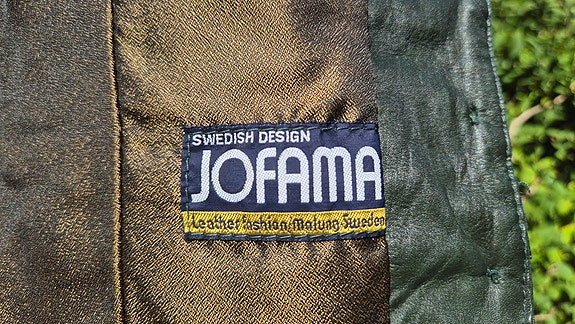 SWEDISH DESIGN
JOFAMA
Leather fashion·Malung Sweden